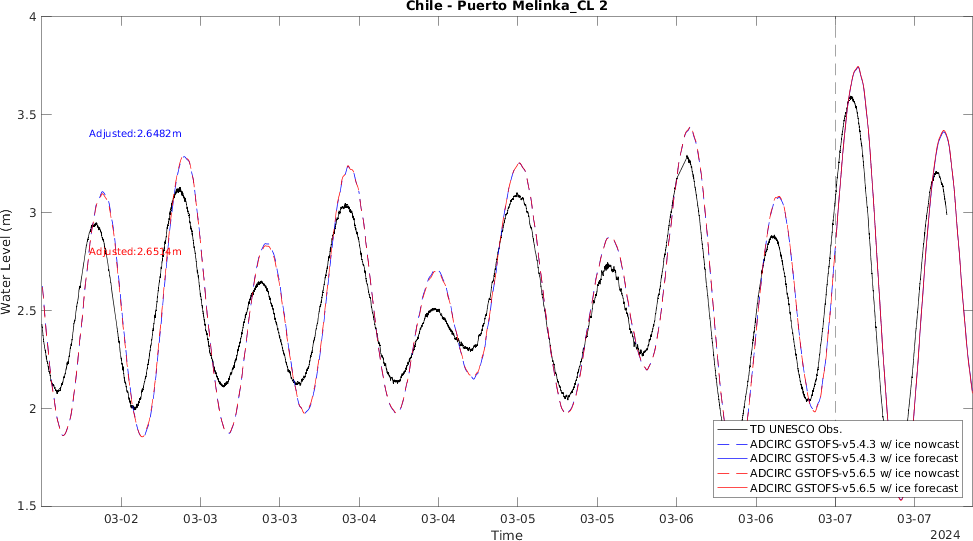 Chile - Puerto Melinka_CL 2
4
3.5
3
2.5
2
1.5
Water Level (m)
Adjusted:2.6482m
TD UNESCO Obs.
ADCIRC GSTOFS-v5.4.3 w/ ice nowcast
ADCIRC GSTOFS-v5.4.3 w/ ice forecast
ADCIRC GSTOFS-v5.6.5 w/ ice nowcast
ADCIRC GSTOFS-v5.6.5 w/ ice forecast
03-02
03-03
03-03
03-04
03-04
03-05
03-05
03-06
03-06
03-07
03-07
Time
2024